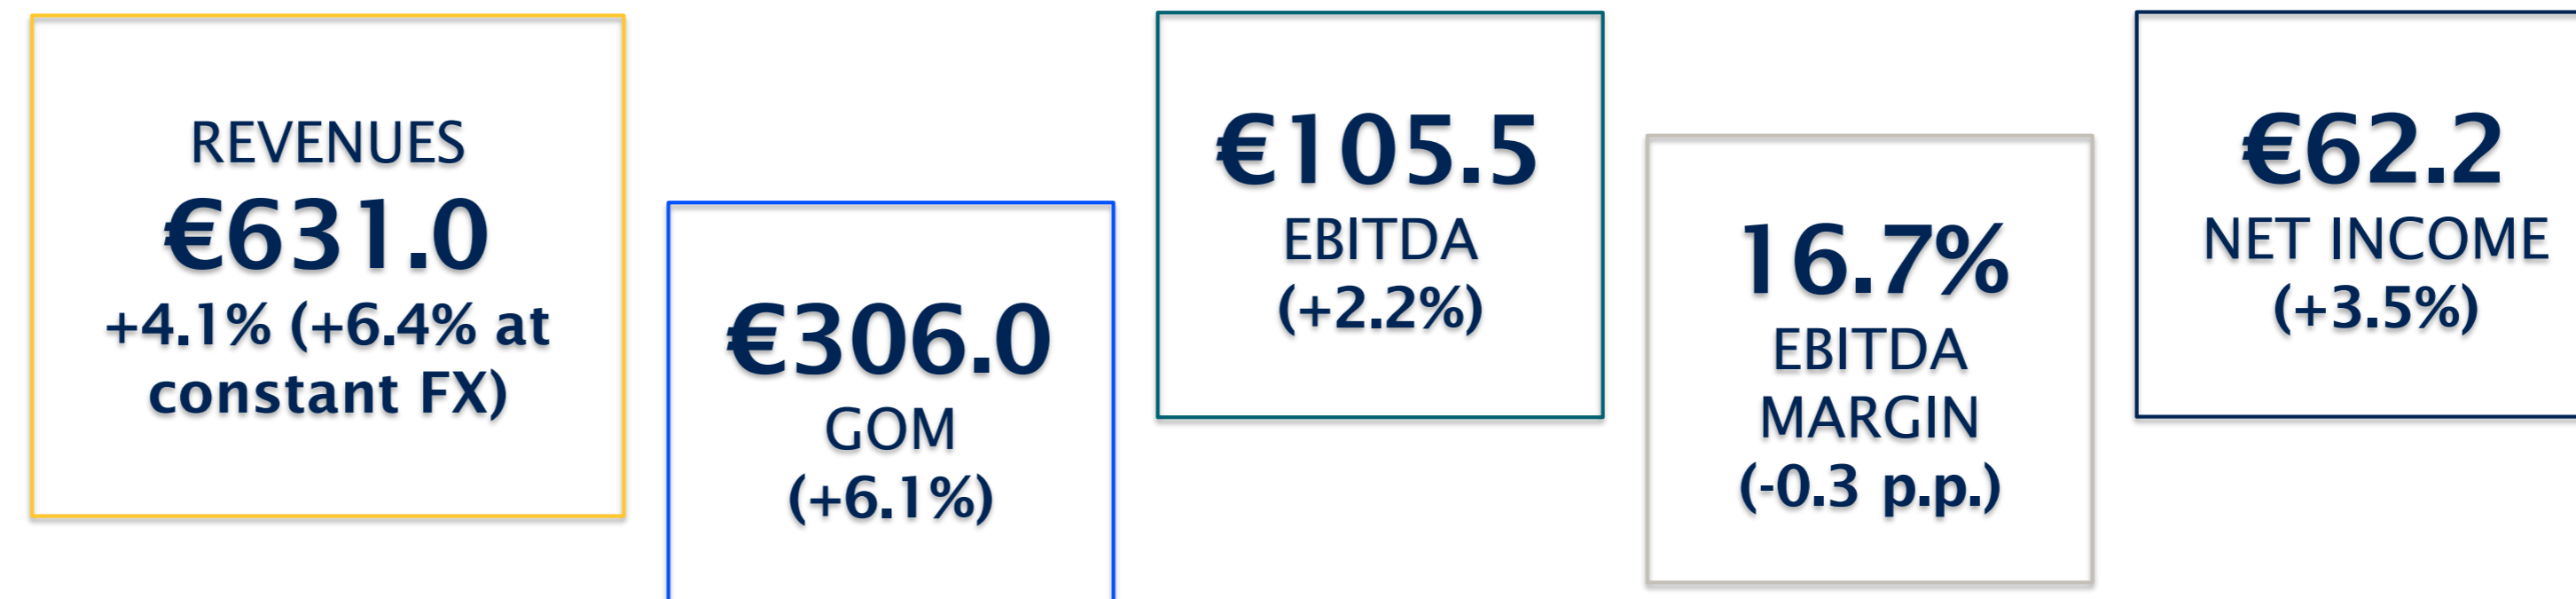 REVENUES
€631.0
+4.1% (+6.4% at
constant FX)
€306.0
GOM
(+6.1%)
€105.5
EBITDA
(+2.2%)
16.7%
EBITDA
MARGIN
(-0.3 p.p.)
€62.2
NET INCOME
(+3.5%)